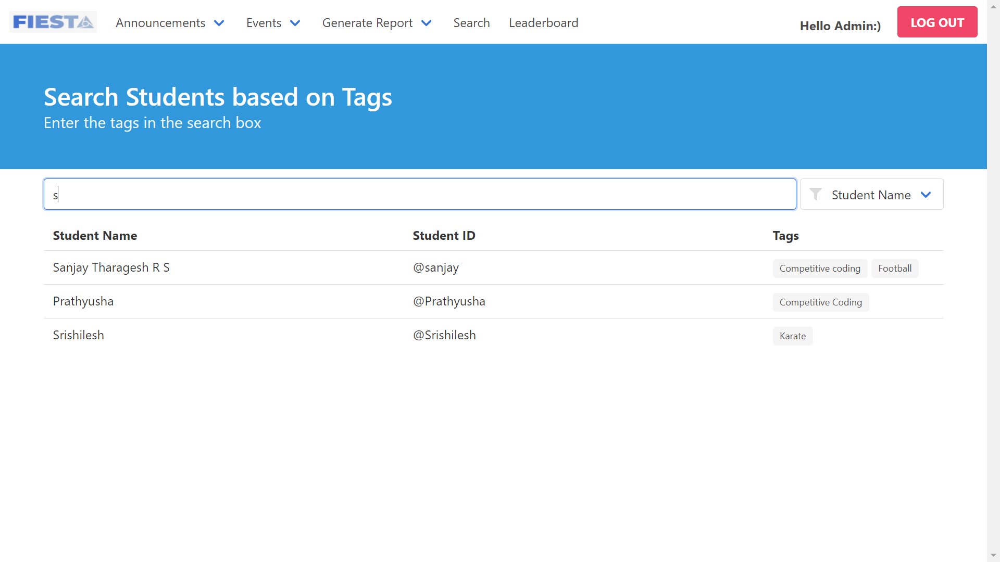 FIESTA Announcements Events Generate Report Search Leaderboard Hello Admin:) LOG OUT
Search Students based on Tags
Enter the tags in the search box
s Student Name
Student Name Student ID Tags
Sanjay Tharagesh R S @sanjay Competitive coding Football
Prathyusha @Prathyusha Competitive Coding
Srishilesh @Srishilesh Karate